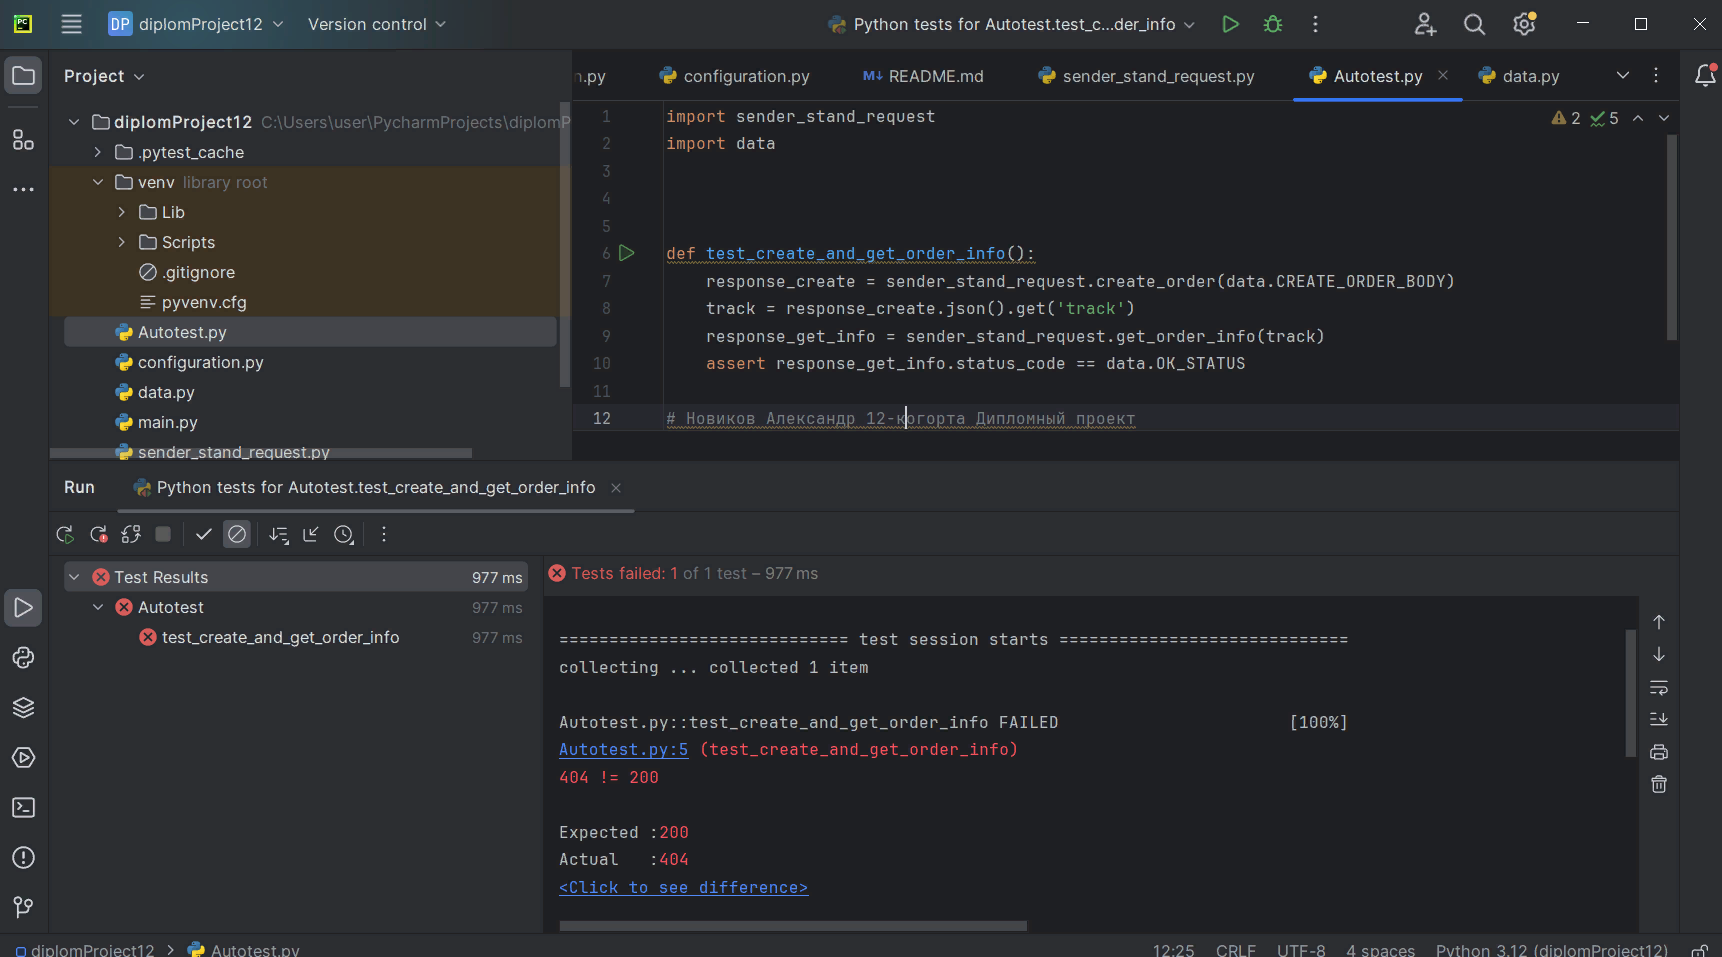 PC DP diplomProject12 Version control Python tests for Autotest.test_c...der_info
Project
n.py configuration.py M↓ README.md sender_stand_request.py Autotest.py data.py
diplomProject12 C:\Users\user\PycharmProjects\diplomP
.pytest_cache
venv library root
Lib
Scripts
.gitignore
pyvenv.cfg
Autotest.py
configuration.py
data.py
main.py
sender_stand_request.py
2 5
1 import sender_stand_request
2 import data
3
4
5
6 def test_create_and_get_order_info():
7 response_create = sender_stand_request.create_order(data.CREATE_ORDER_BODY)
8 track = response_create.json().get('track')
9 response_get_info = sender_stand_request.get_order_info(track)
10 assert response_get_info.status_code == data.OK_STATUS
11
12 # Новиков Александр 12-когорта Дипломный проект
Run Python tests for Autotest.test_create_and_get_order_info
Test Results 977 ms
Autotest 977 ms
test_create_and_get_order_info 977 ms
Tests failed: 1 of 1 test – 977 ms
============================= test session starts =============================
collecting ... collected 1 item
Autotest.py::test_create_and_get_order_info FAILED [100%]
Autotest.py:5 (test_create_and_get_order_info)
404 != 200
Expected :200
Actual :404
<Click to see difference>
diplomProject12 > Autotest.py 12:25 CRLF UTF-8 4 spaces Python 3.12 (diplomProject12)